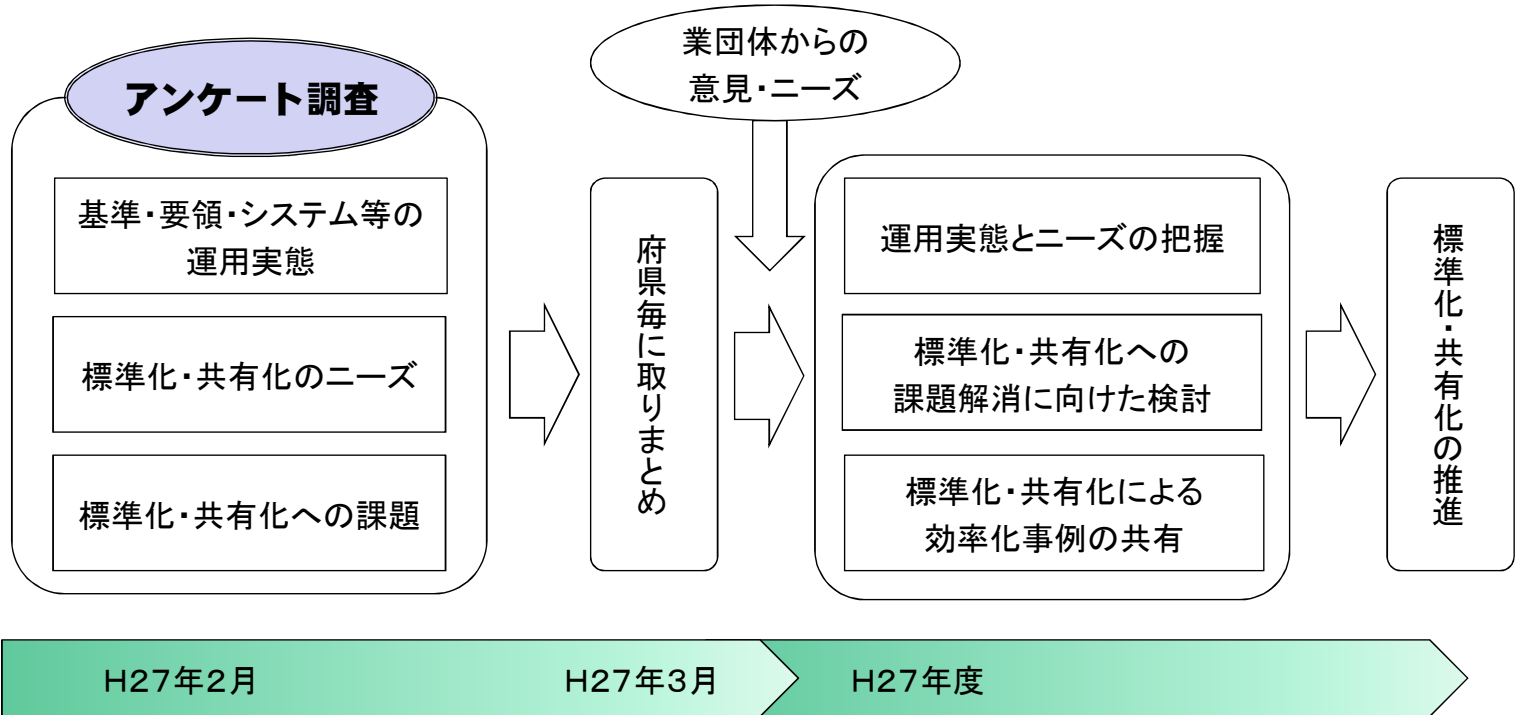 アンケート調査
基準・要領・システム等の
運用実態
標準化・共有化のニーズ
標準化・共有化への課題
府県毎に取りまとめ
業団体からの
意見・ニーズ
運用実態とニーズの把握
標準化・共有化への
課題解消に向けた検討
標準化・共有化による
効率化事例の共有
標準化・共有化の推進
H27年2月
H27年3月
H27年度